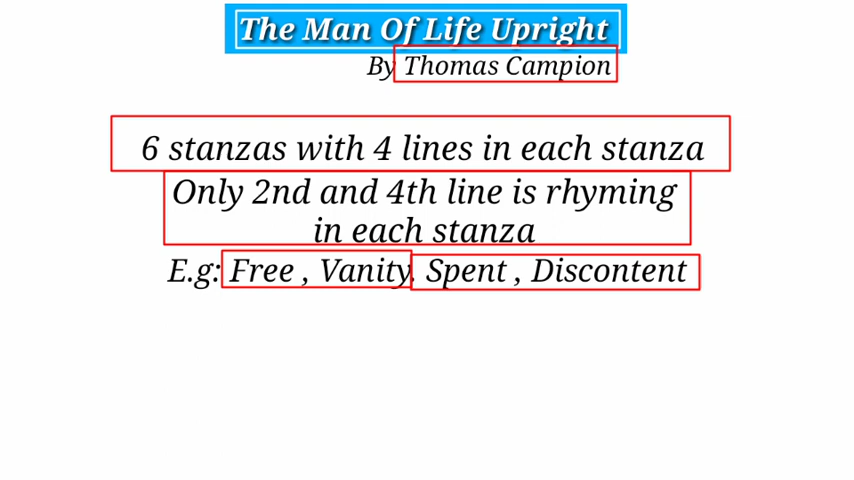 The Man Of Life Upright
By Thomas Campion
6 stanzas with 4 lines in each stanza
Only 2nd and 4th line is rhyming
in each stanza
E.g: Free , Vanity. Spent , Discontent